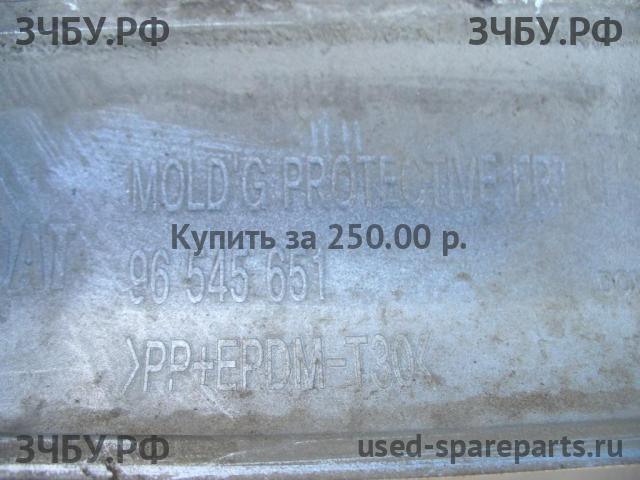 ЗЧБУ.РФ ЗЧБУ.РФ
MOLD'G PROTECTIVE
Купить за 250.00 р.
96 545 651
>PP+EPDM-T30<
ЗЧБУ.РФ used-spareparts.ru